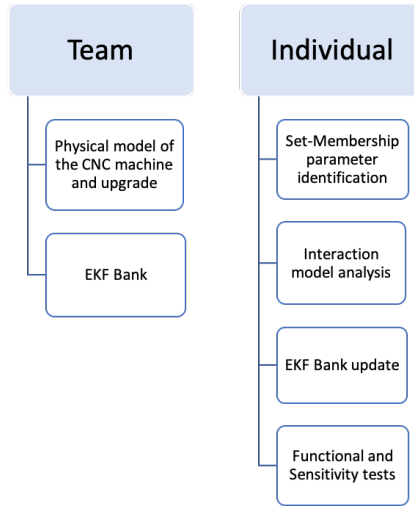 Team
Physical model of
the CNC machine
and upgrade
EKF Bank
Individual
Set-Membership
parameter
identification
Interaction
model analysis
EKF Bank update
Functional and
Sensitivity tests